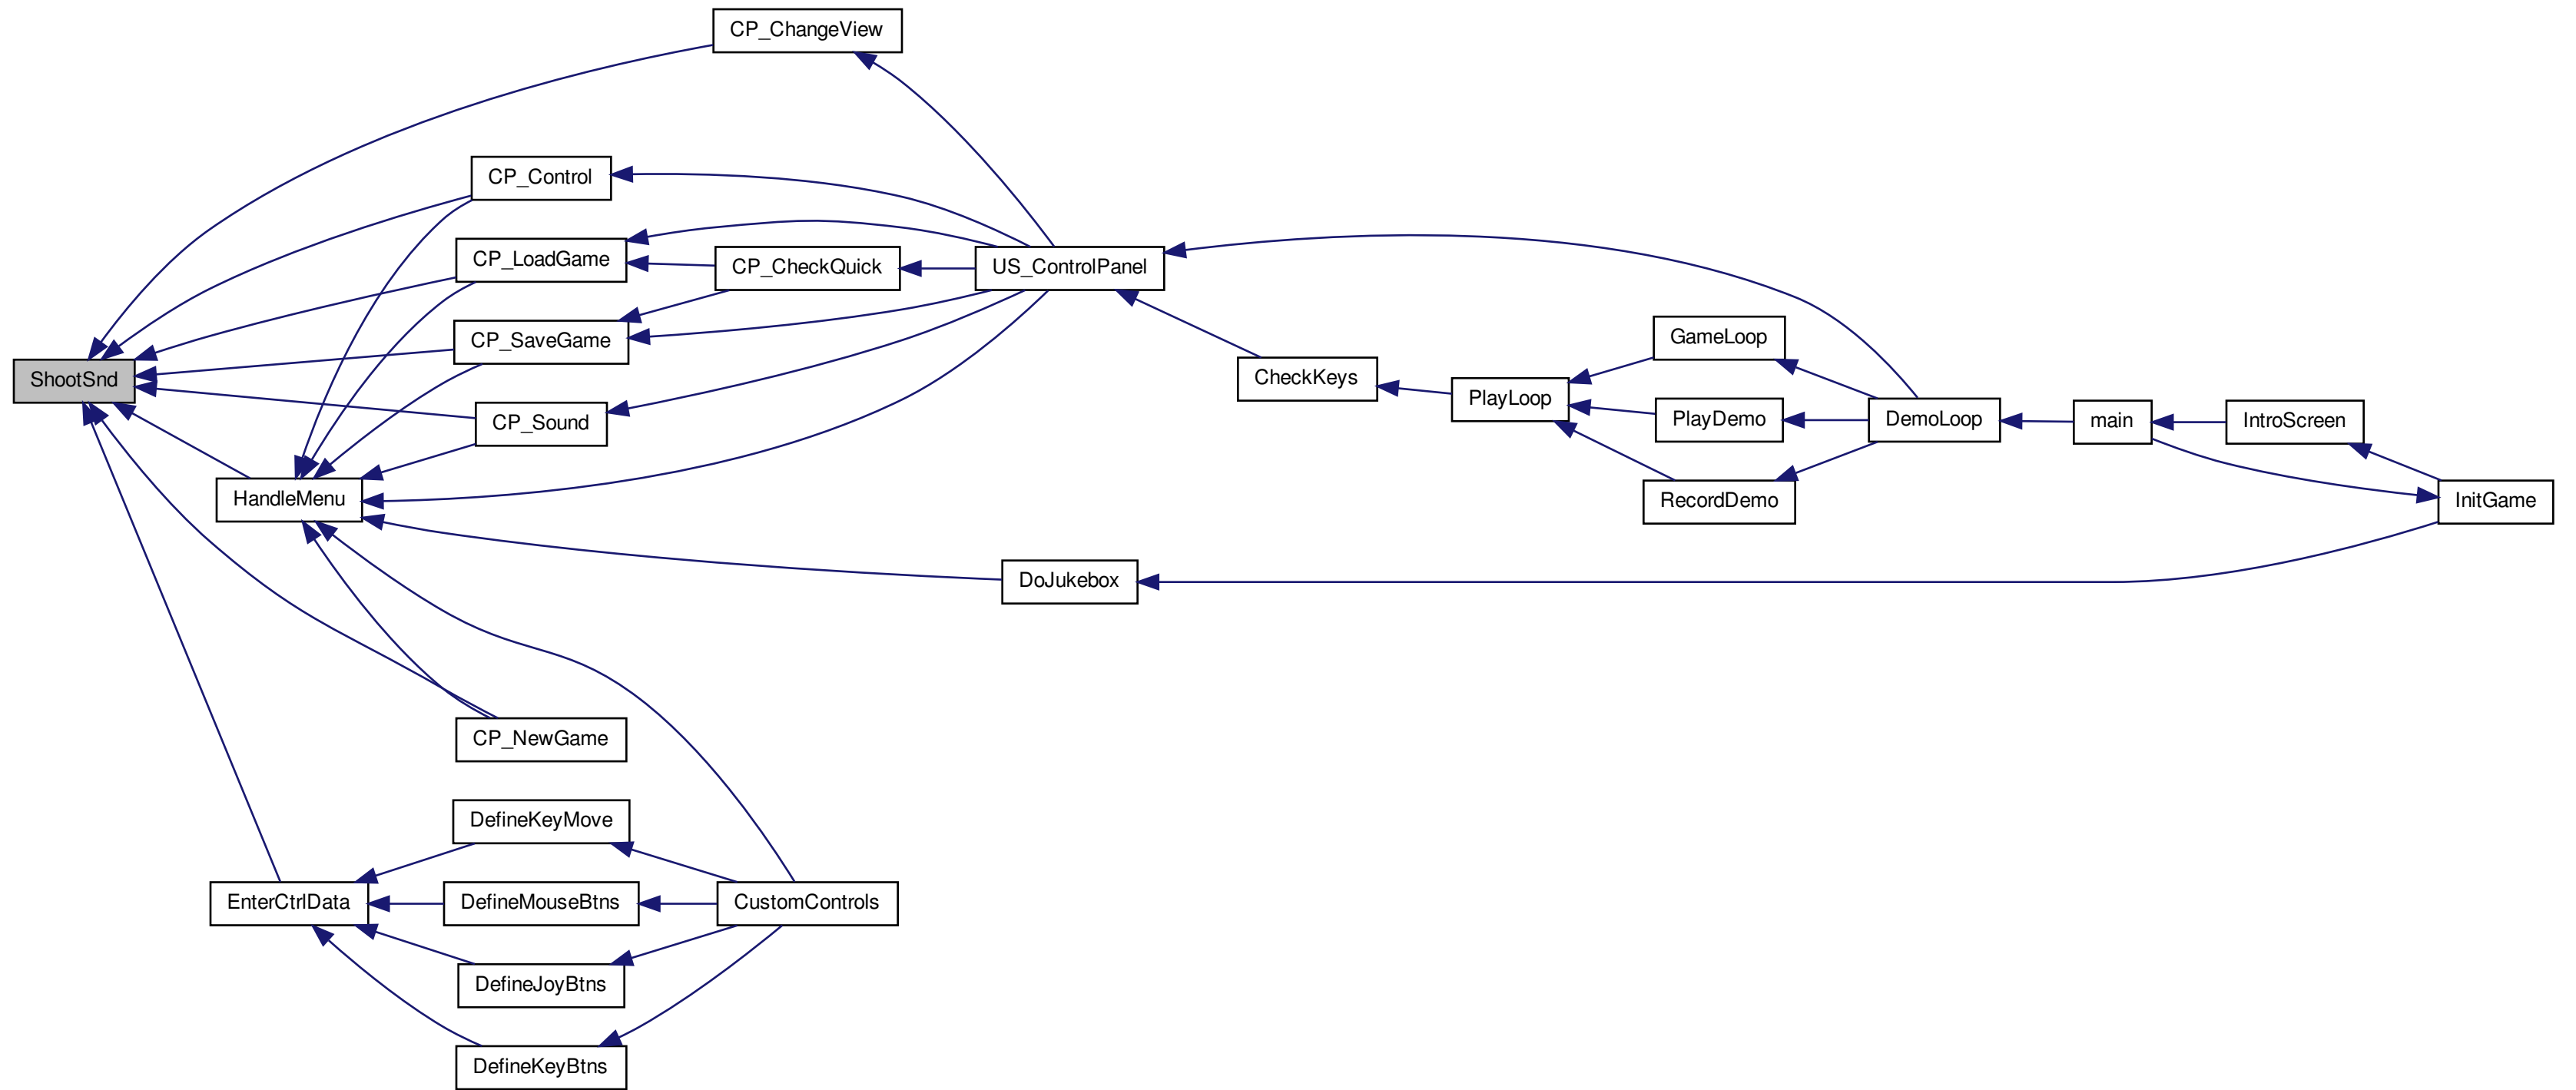 CP_ChangeView
CP_Control
CP_LoadGame
CP_CheckQuick
US_ControlPanel
CP_SaveGame
GameLoop
ShootSnd
CheckKeys
PlayLoop
CP_Sound
PlayDemo
DemoLoop
main
IntroScreen
HandleMenu
RecordDemo
InitGame
DoJukebox
CP_NewGame
DefineKeyMove
EnterCtrlData
DefineMouseBtns
CustomControls
DefineJoyBtns
DefineKeyBtns